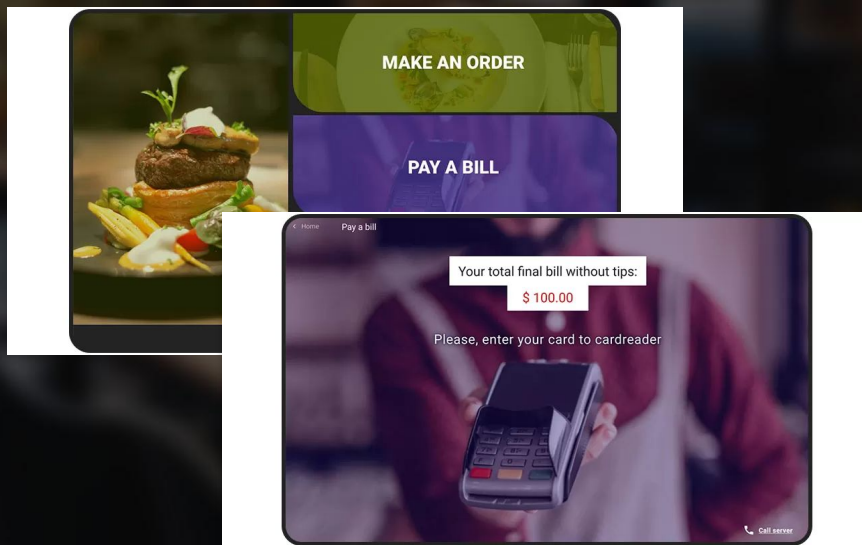 MAKE AN ORDER
PAY A BILL
Home
Pay a bill
Your total final bill without tips:
$ 100.00
Please, enter your card to cardreader
Call server